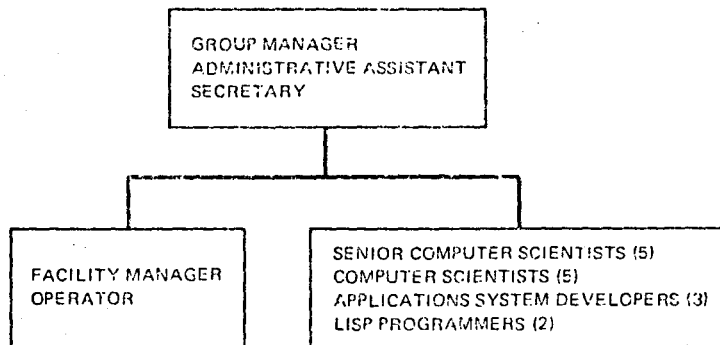 GROUP MANAGER
ADMINISTRATIVE ASSISTANT
SECRETARY
FACILITY MANAGER
OPERATOR
SENIOR COMPUTER SCIENTISTS (5)
COMPUTER SCIENTISTS (5)
APPLICATIONS SYSTEM DEVELOPERS (3)
LISP PROGRAMMERS (2)